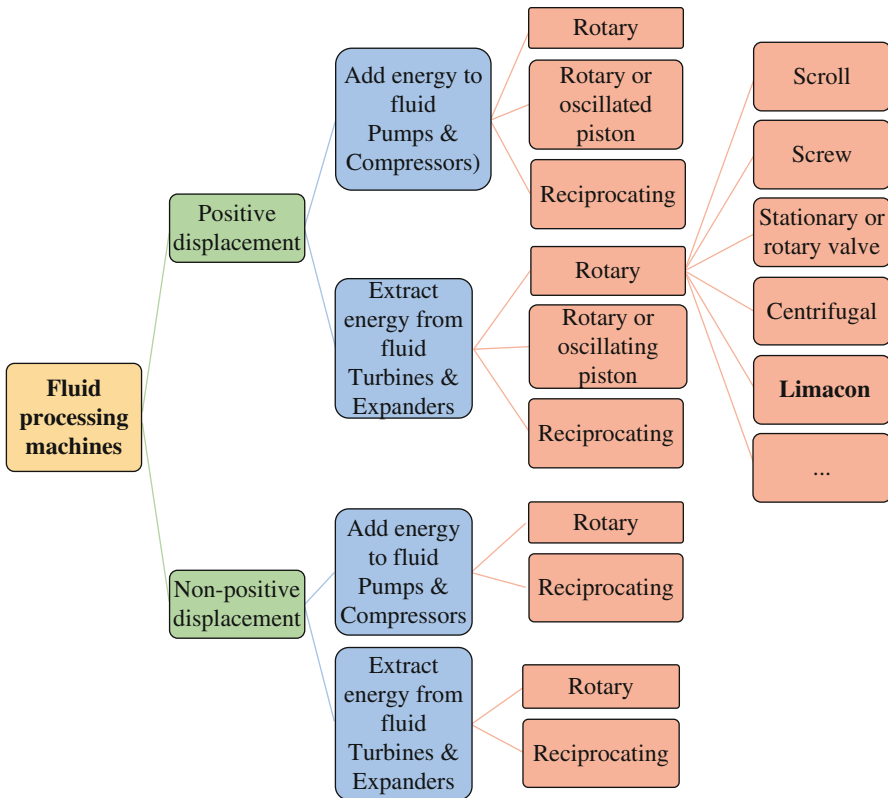 Fluid
processing
machines
Positive
displacement
Add energy to
fluid
Pumps &
Compressors)
Rotary
Rotary or
oscillated
piston
Reciprocating
Extract
energy from
fluid
Turbines &
Expanders
Rotary
Rotary or
oscillating
piston
Reciprocating
Scroll
Screw
Stationary or
rotary valve
Centrifugal
Limacon
...
Non-positive
displacement
Add energy
to fluid
Pumps &
Compressors
Rotary
Reciprocating
Extract
energy from
fluid
Turbines &
Expanders
Rotary
Reciprocating